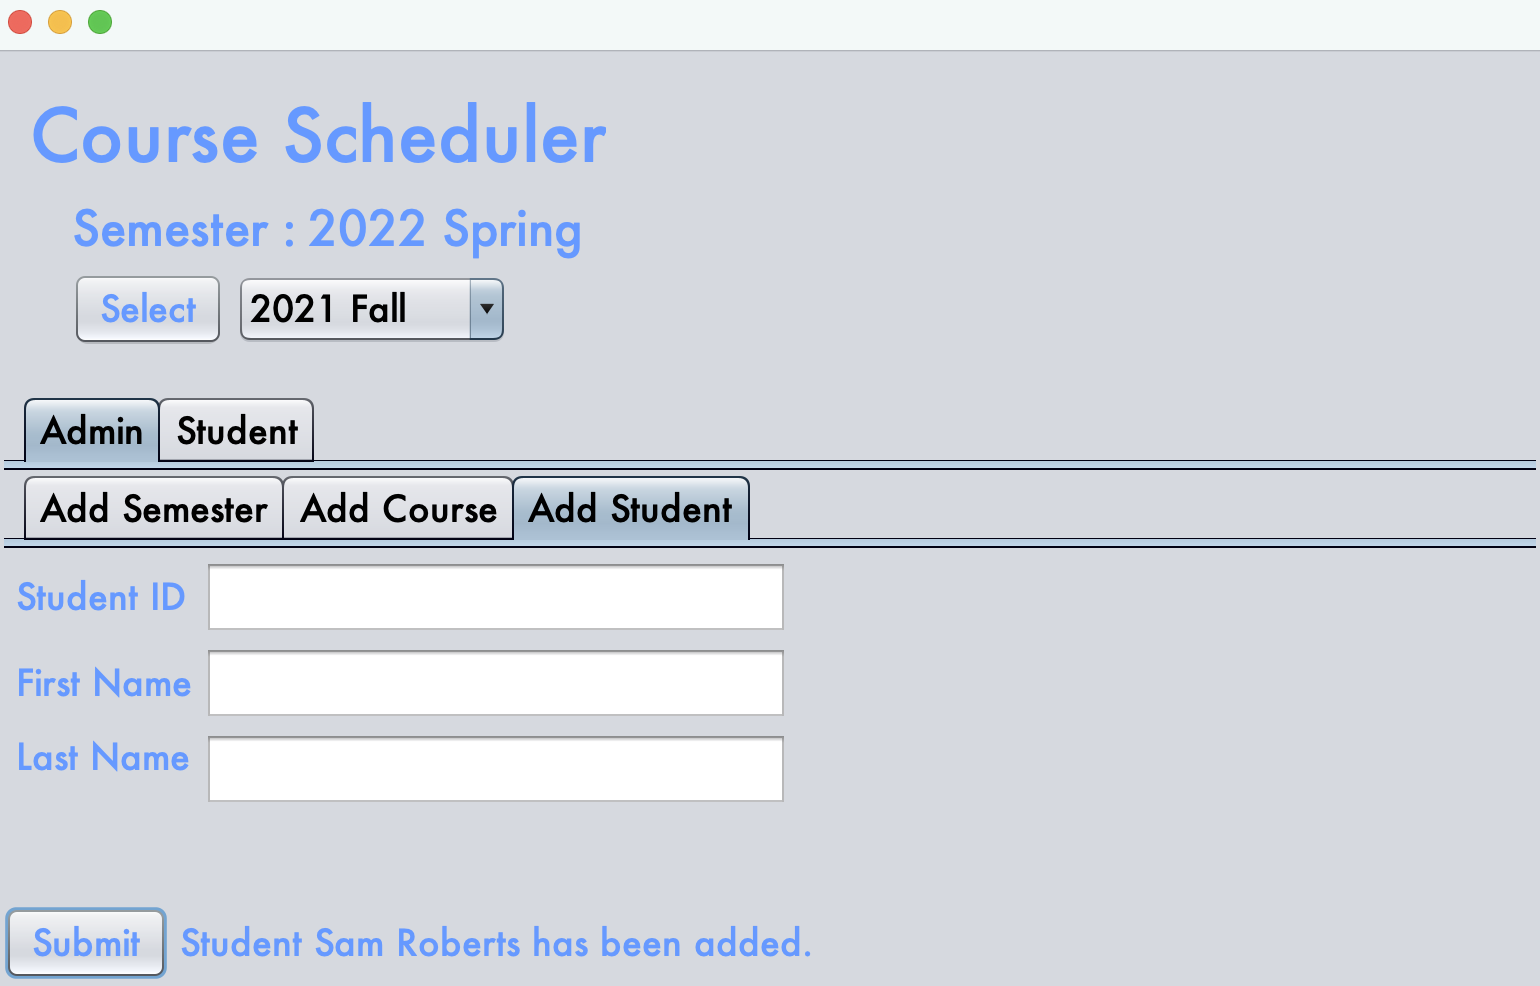 Course Scheduler
Semester : 2022 Spring
Select 2021 Fall
Admin Student
Add Semester Add Course Add Student
Student ID
First Name
Last Name
Submit Student Sam Roberts has been added.